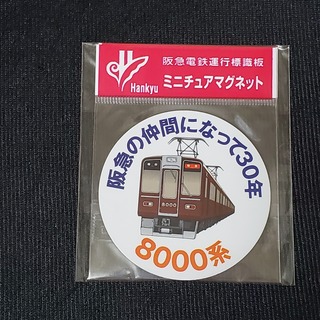 Hankyu
阪急電鉄運行標識板
ミニチュアマグネット
阪急の仲間になって30年
8000
8000系